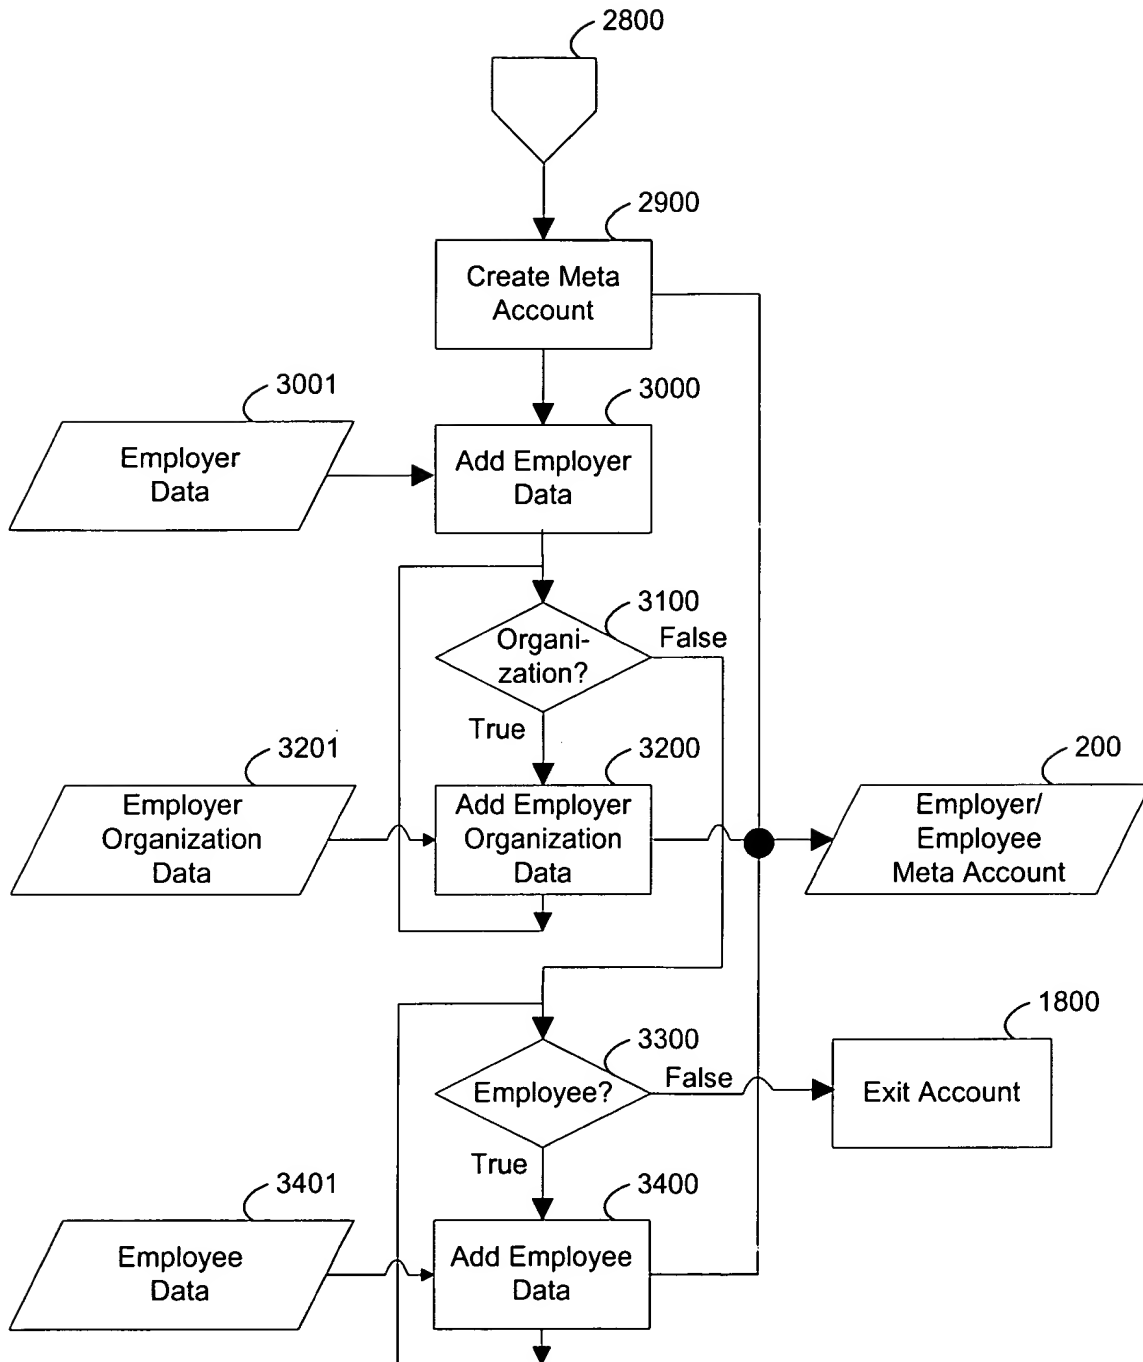 2800
2900
Create Meta
Account
3001
3000
Employer
Data
Add Employer
Data
3100
Organi-
zation?
False
True
3201
3200
200
Employer
Organization
Data
Add Employer
Organization
Data
Employer/
Employee
Meta Account
3300
1800
Employee?
False
Exit Account
True
3401
3400
Employee
Data
Add Employee
Data